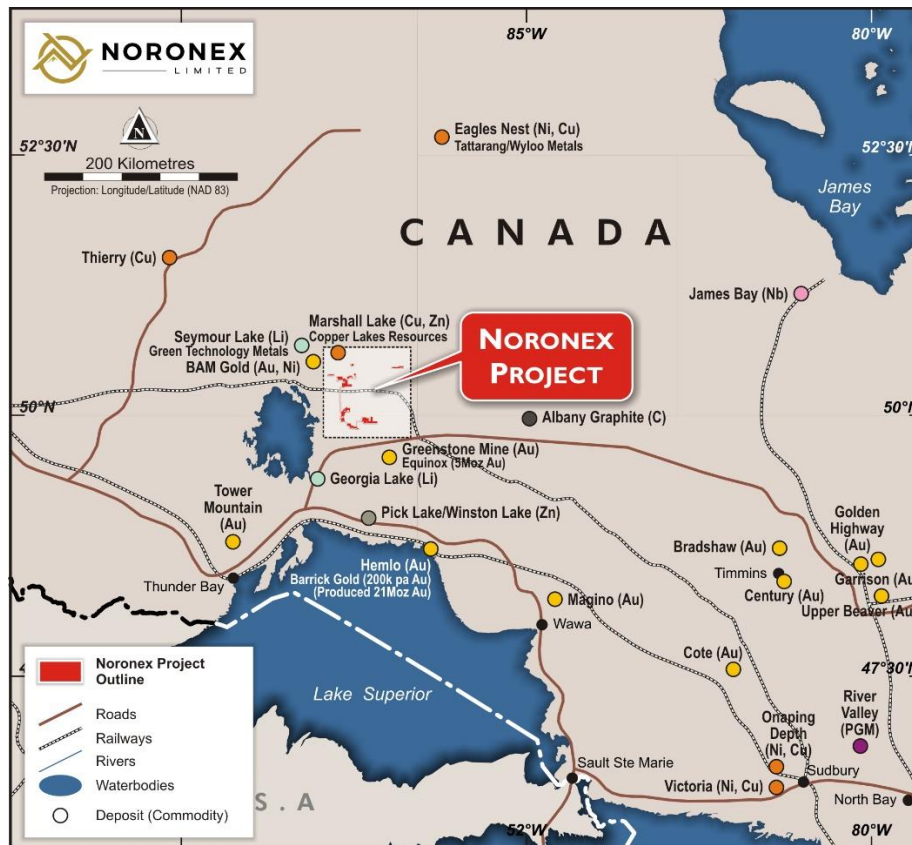 NORONEX
LIMITED
85°W
80°W
N
200 Kilometres
Projection: Longitude/Latitude (NAD 83)
52°30'N
Eagles Nest (Ni, Cu)
Tattarang/Wyloo Metals
52°30'N
James
Bay
CANADA
Thierry (Cu)
James Bay (Nb)
Seymour Lake (Li)
Green Technology Metals
BAM Gold (Au, Ni)
Marshall Lake (Cu, Zn)
Copper Lakes Resources
NORONEX
PROJECT
50°N
Albany Graphite (C)
50°N
Greenstone Mine (Au)
Equinox (5Moz Au)
Georgia Lake (Li)
Tower
Mountain
(Au)
Pick Lake/Winston Lake (Zn)
Golden
Highway
(Au)
Bradshaw (Au)
Hemlo (Au)
Barrick Gold (200k pa Au)
(Produced 21Moz Au)
Thunder Bay
Timmins
Century (Au)
Garrison (Au
Upper Beaver (Au
Magino (Au)
Wawa
Cote (Au)
47°30'N
Noronex Project
Outline
Roads
Railways
Rivers
Waterbodies
Deposit (Commodity)
Lake Superior
River
Valley
(PGM)
Onaping
Depth
(Ni, Cu)
Sault Ste Marie
Victoria (Ni, Cu)
Sudbury
North Bay
S.A
52°W
80°W